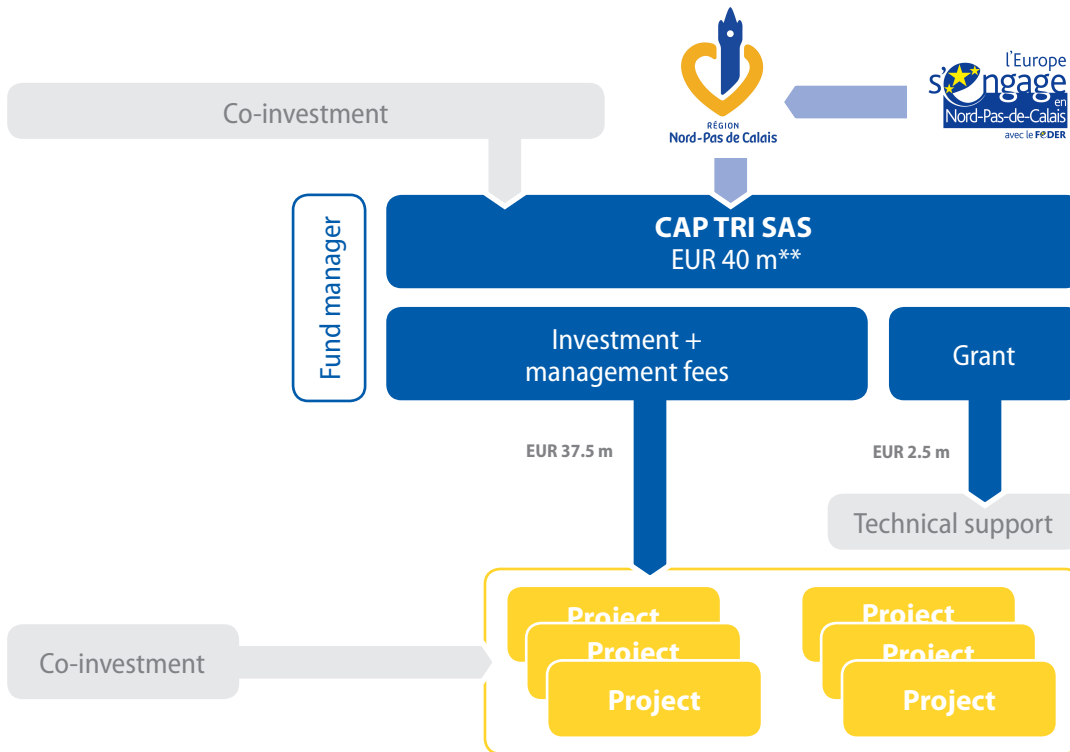 l'Europe
s'engage
en
Nord-Pas-de-Calais
avec le FEDER
Co-investment
RÉGION
Nord-Pas de Calais
Fund manager
CAP TRI SAS
EUR 40 m**
Investment +
management fees
Grant
EUR 37.5 m
EUR 2.5 m
Technical support
Project
Project
Project
Project
Project
Project
Co-investment